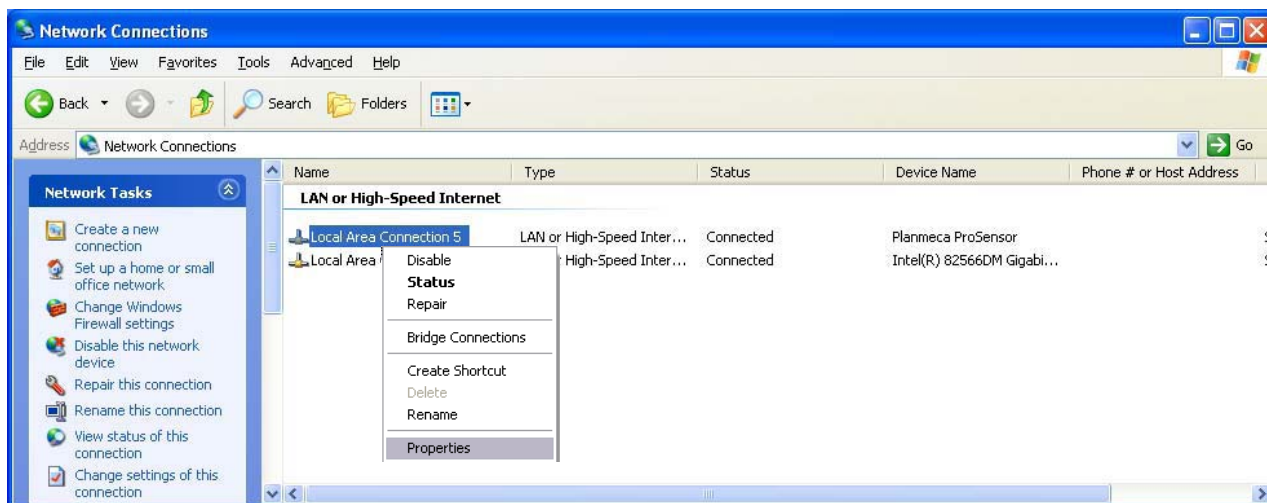 Network Connections
File Edit View Favorites Tools Advanced Help
Back Search Folders
Address Network Connections Go
Network Tasks
Create a new
connection
Set up a home or small
office network
Change Windows
Firewall settings
Disable this network
device
Repair this connection
Rename this connection
View status of this
connection
Change settings of this
connection
Name Type Status Device Name Phone # or Host Address
LAN or High-Speed Internet
Local Area Connection 5 LAN or High-Speed Inter... Connected Planmeca ProSensor
Local Area r High-Speed Inter... Connected Intel(R) 82566DM Gigabi...
Disable
Status
Repair
Bridge Connections
Create Shortcut
Delete
Rename
Properties